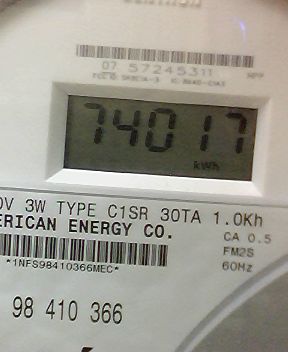 07 57245311
74017
kWh
0V 3W TYPE C1SR 30TA 1.0Kh
ERICAN ENERGY CO.
CA 0.5
FM2S
60Hz
*1NFS98410366MEC*
98 410 366